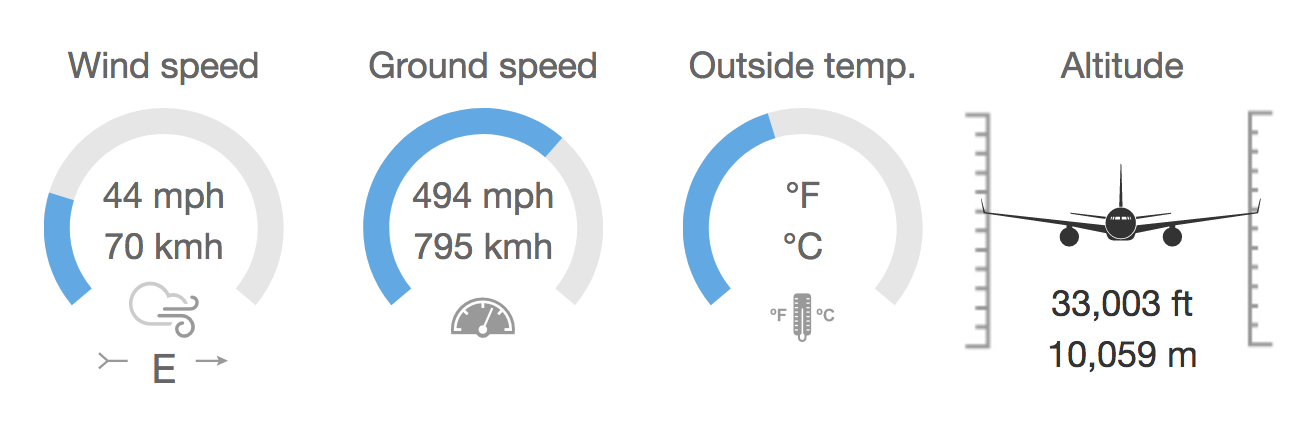 Wind speed
44 mph
70 kmh
E
Ground speed
494 mph
795 kmh
Outside temp.
°F
°C
°F °C
Altitude
33,003 ft
10,059 m